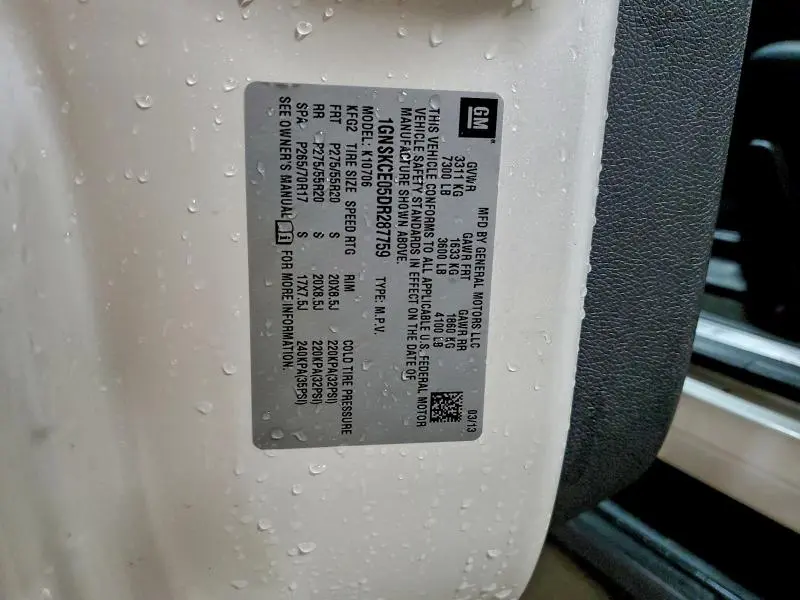 GM
MFD BY GENERAL MOTORS LLC 03/13
GVWR GAWR FRT GAWR RR
3311 KG 1633 KG 1860 KG
7300 LB 3600 LB 4100 LB
THIS VEHICLE CONFORMS TO ALL APPLICABLE U.S. FEDERAL MOTOR
VEHICLE SAFETY STANDARDS IN EFFECT ON THE DATE OF
MANUFACTURE SHOWN ABOVE.
1GNSKCE05DR287759 TYPE: M.P.V.
MODEL: K10706
KFG2 TIRE SIZE SPEED RTG RIM COLD TIRE PRESSURE
FRT P275/55R20 S 20X8.5J 220KPA(32PSI)
RR P275/55R20 S 20X8.5J 220KPA(32PSI)
SPA P265/70R17 S 17X7.5J 240KPA(35PSI)
SEE OWNER'S MANUAL FOR MORE INFORMATION.